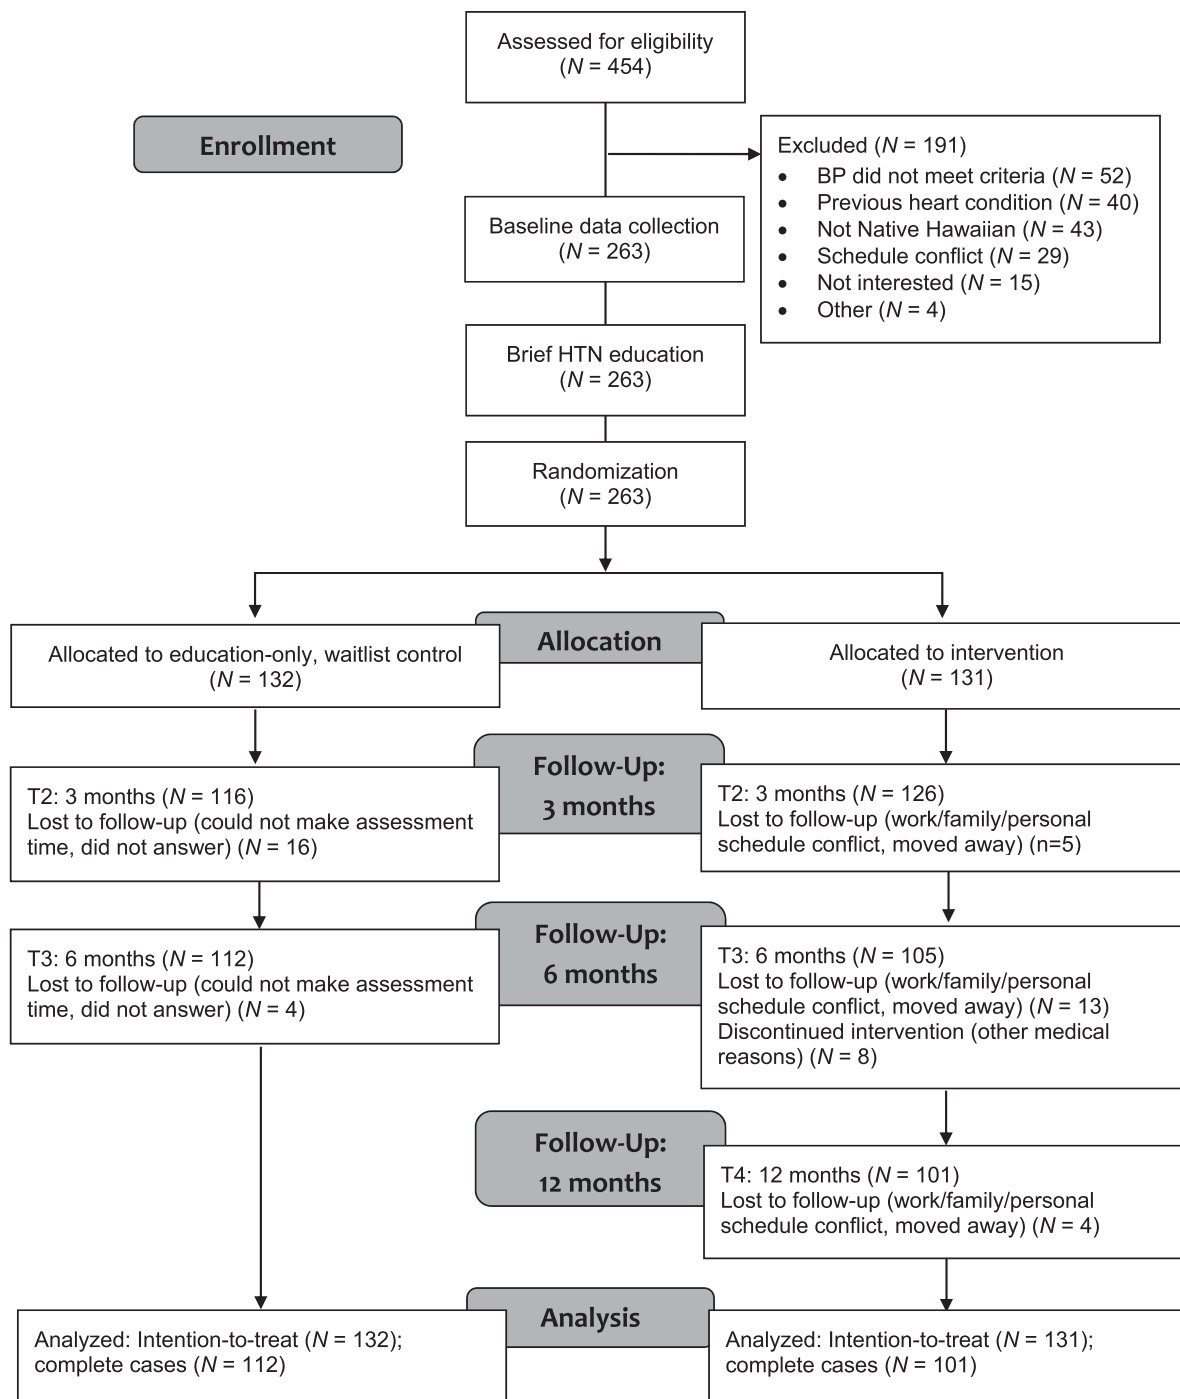 Assessed for eligibility
(N = 454)
Enrollment
Excluded (N = 191)
• BP did not meet criteria (N = 52)
• Previous heart condition (N = 40)
• Not Native Hawaiian (N = 43)
• Schedule conflict (N = 29)
• Not interested (N = 15)
• Other (N = 4)
Baseline data collection
(N = 263)
Brief HTN education
(N = 263)
Randomization
(N = 263)
Allocation
Allocated to education-only, waitlist control
(N = 132)
Allocated to intervention
(N = 131)
Follow-Up:
3 months
T2: 3 months (N = 116)
Lost to follow-up (could not make assessment
time, did not answer) (N = 16)
T2: 3 months (N = 126)
Lost to follow-up (work/family/personal
schedule conflict, moved away) (n=5)
Follow-Up:
6 months
T3: 6 months (N = 112)
Lost to follow-up (could not make assessment
time, did not answer) (N = 4)
T3: 6 months (N = 105)
Lost to follow-up (work/family/personal
schedule conflict, moved away) (N = 13)
Discontinued intervention (other medical
reasons) (N = 8)
Follow-Up:
12 months
T4: 12 months (N = 101)
Lost to follow-up (work/family/personal
schedule conflict, moved away) (N = 4)
Analysis
Analyzed: Intention-to-treat (N = 132);
complete cases (N = 112)
Analyzed: Intention-to-treat (N = 131);
complete cases (N = 101)